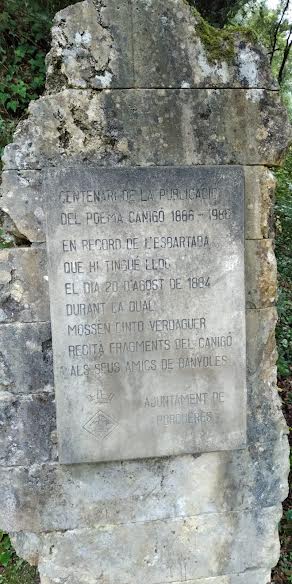 CENTENARI DE LA PUBLICACIÓ
DEL POEMA CANIGÓ 1886 - 1986
EN RECORD DE L'ESBARTADA
QUE HI TINGUÉ LLOC
EL DIA 20 D'AGOST DE 1884
DURANT LA QUAL
MOSSÈN CINTO VERDAGUER
RECITÀ FRAGMENTS DEL CANIGÓ
ALS SEUS AMICS DE BANYOLES.
AJUNTAMENT DE
PORQUERES